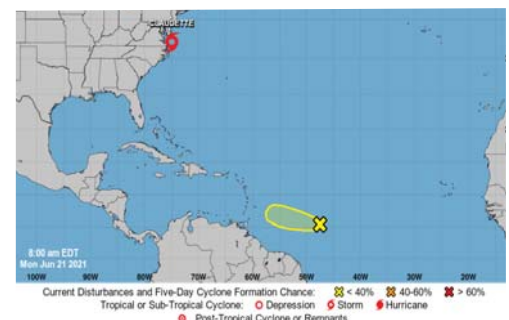 CLAUDETTE
8:00 am EDT
Mon Jun 21 2021
100W 90W 80W 70W 60W 50W 40W 30W 20W
Current Disturbances and Five-Day Cyclone Formation Chance: < 40% 40-60% > 60%
Tropical or Sub-Tropical Cyclone: Depression Storm Hurricane
Post-Tropical Cyclone or Remnants